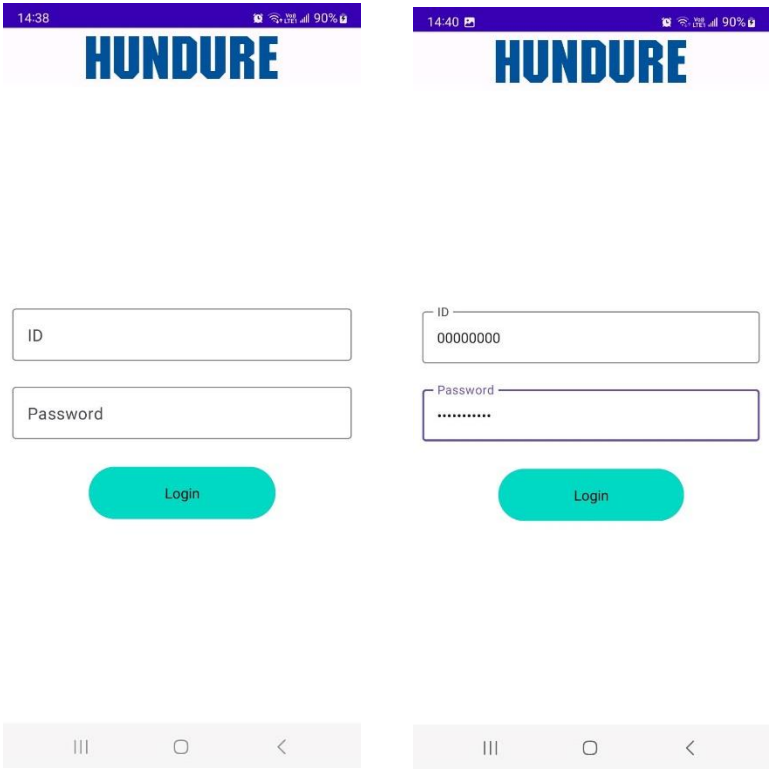 14:38
90%
HUNDURE
ID
Password
Login
14:40
90%
HUNDURE
ID
00000000
Password
•••••••••••
Login